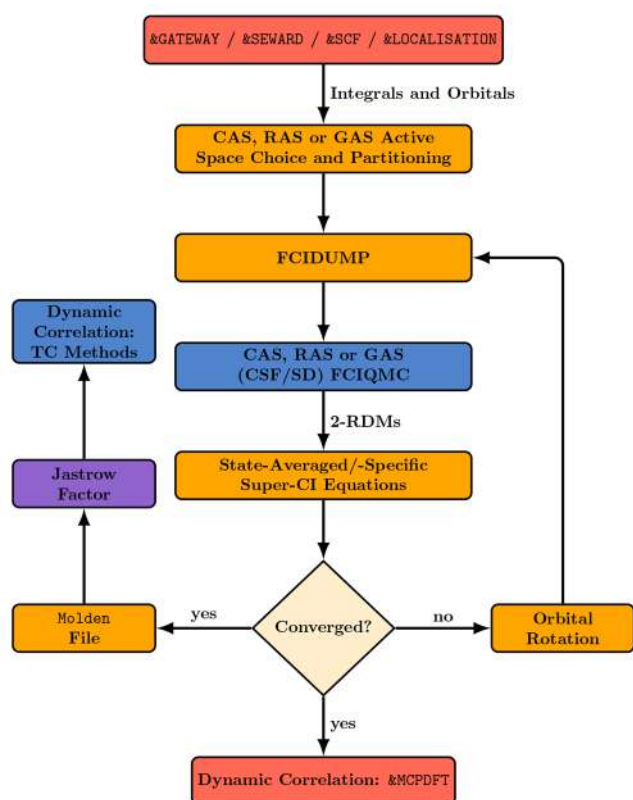 &GATEWAY / &SEWARD / &SCF / &LOCALISATION
Integrals and Orbitals
CAS, RAS or GAS Active
Space Choice and Partitioning
FCIDUMP
Dynamic
Correlation:
TC Methods
CAS, RAS or GAS
(CSF/SD) FCIQMC
2-RDMs
State-Averaged/-Specific
Super-CI Equations
Jastrow
Factor
Molden
File
yes
Converged?
no
Orbital
Rotation
yes
Dynamic Correlation: &MCPDFT